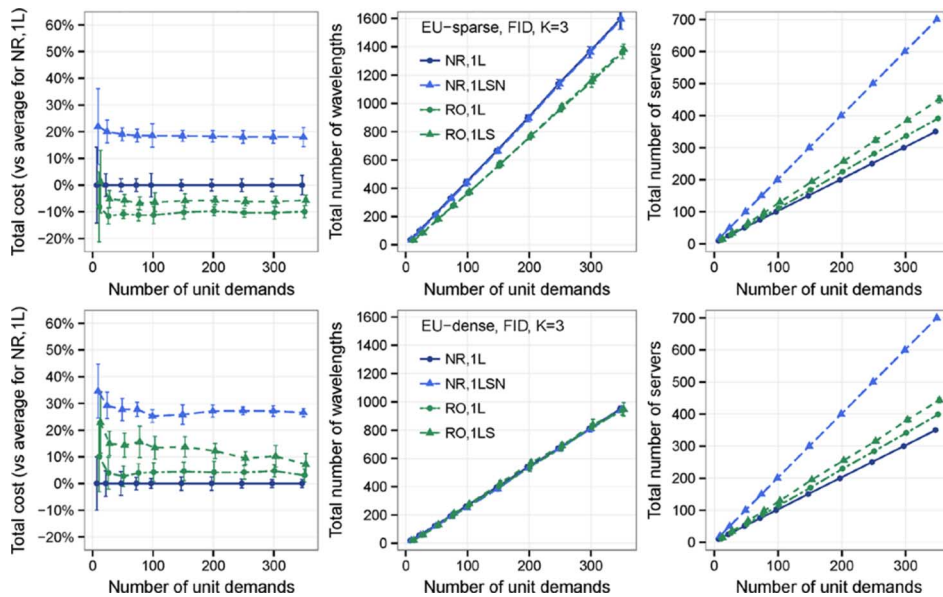 Total cost (vs average for NR,1L)
60%
50%
40%
30%
20%
10%
0%
−10%
−20%
0 100 200 300
Number of unit demands
Total number of wavelengths
1600
1400
1200
1000
800
600
400
200
0
EU−sparse, FID, K=3
NR,1L
NR,1LSN
RO,1L
RO,1LS
0 100 200 300
Number of unit demands
Total number of servers
700
600
500
400
300
200
100
0
0 100 200 300
Number of unit demands
Total cost (vs average for NR,1L)
60%
50%
40%
30%
20%
10%
0%
−10%
−20%
0 100 200 300
Number of unit demands
Total number of wavelengths
1600
1400
1200
1000
800
600
400
200
0
EU−dense, FID, K=3
NR,1L
NR,1LSN
RO,1L
RO,1LS
0 100 200 300
Number of unit demands
Total number of servers
700
600
500
400
300
200
100
0
0 100 200 300
Number of unit demands